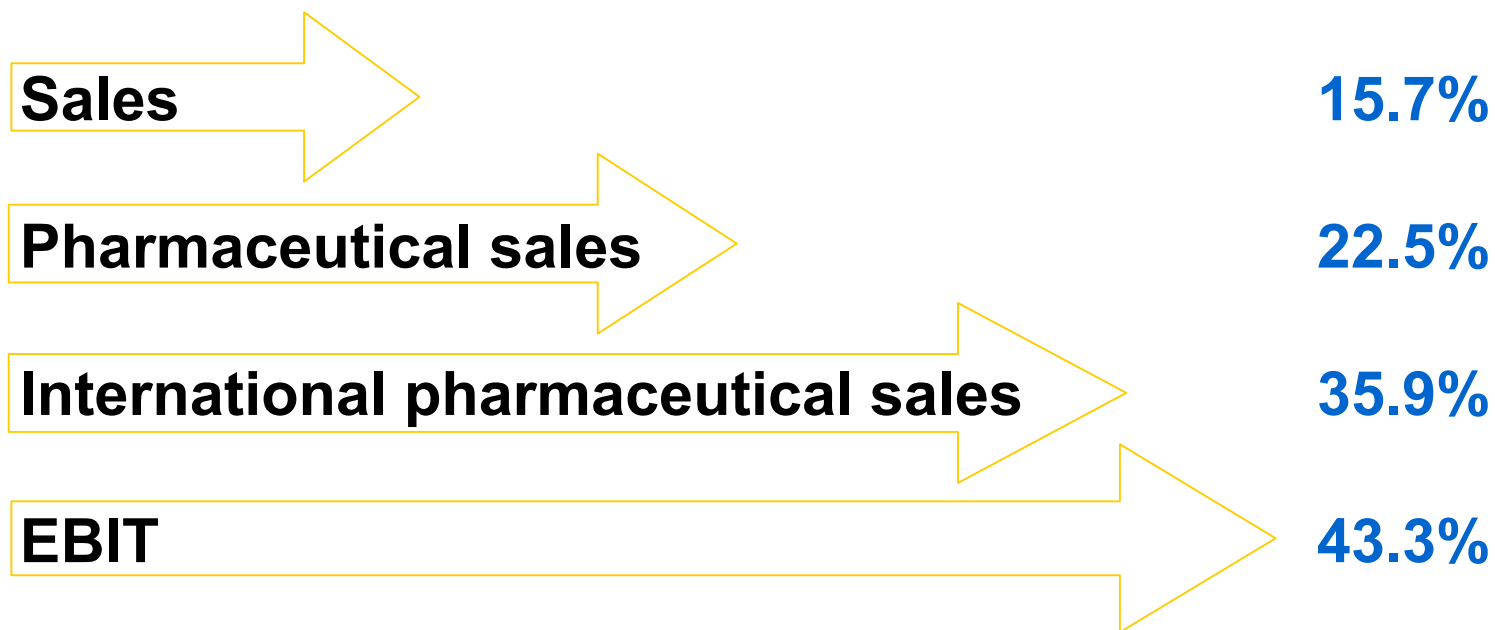 Sales 15.7%
Pharmaceutical sales 22.5%
International pharmaceutical sales 35.9%
EBIT 43.3%